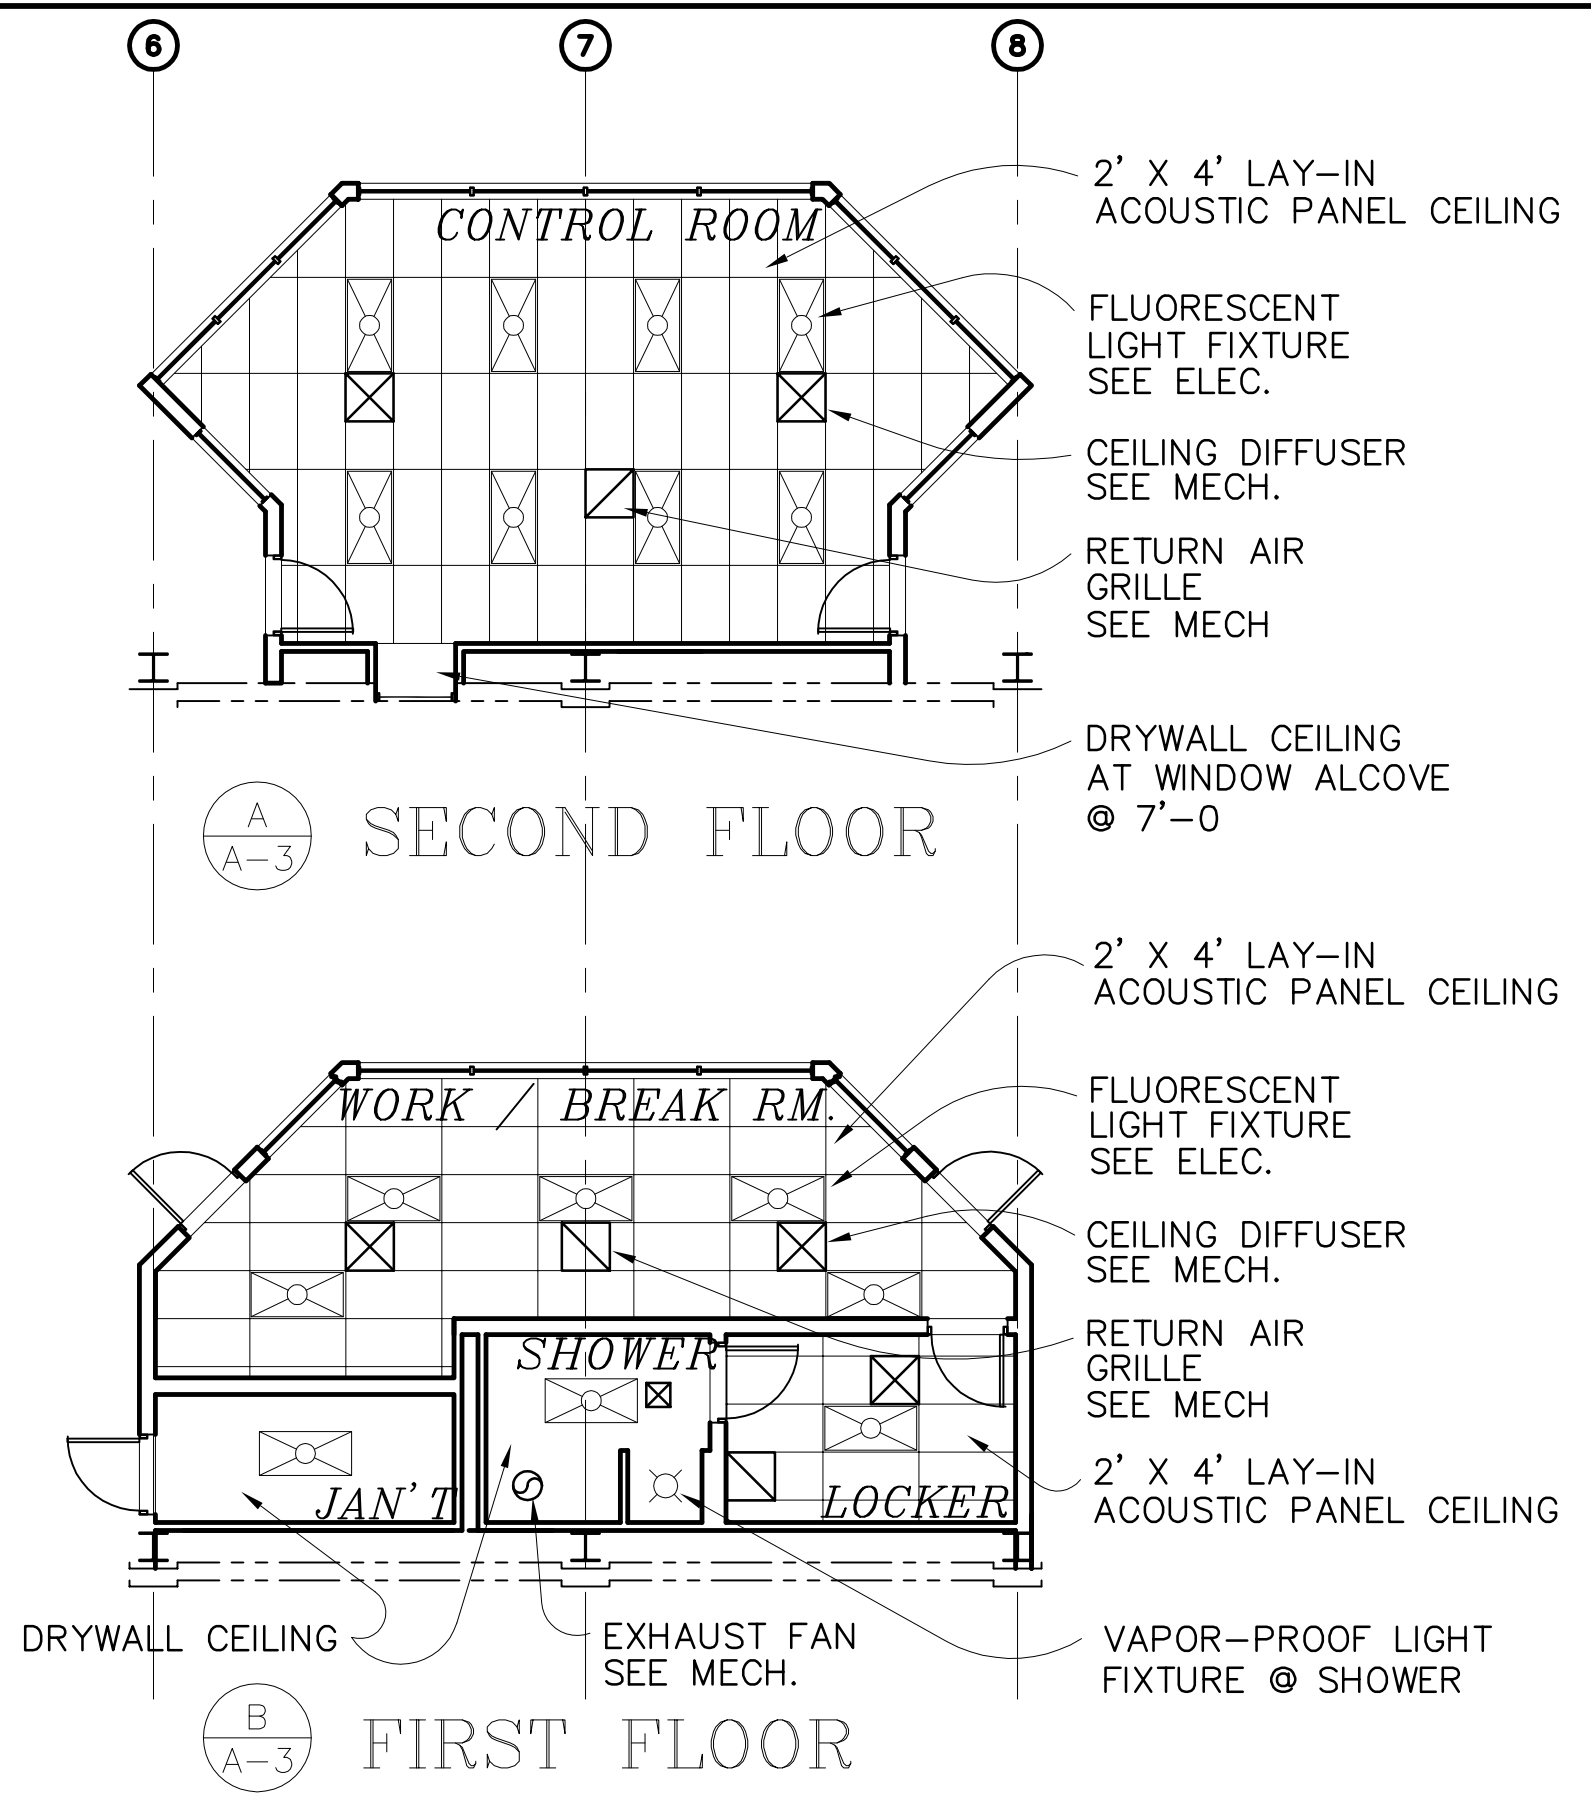 6
7
8
2' X 4' LAY-IN
ACOUSTIC PANEL CEILING
CONTROL ROOM
FLUORESCENT
LIGHT FIXTURE
SEE ELEC.
CEILING DIFFUSER
SEE MECH.
RETURN AIR
GRILLE
SEE MECH
DRYWALL CEILING
AT WINDOW ALCOVE
@ 7'-0
A
A-3
SECOND FLOOR
2' X 4' LAY-IN
ACOUSTIC PANEL CEILING
WORK / BREAK RM.
FLUORESCENT
LIGHT FIXTURE
SEE ELEC.
CEILING DIFFUSER
SEE MECH.
RETURN AIR
GRILLE
SEE MECH
SHOWER
2' X 4' LAY-IN
ACOUSTIC PANEL CEILING
JAN'T
LOCKER
DRYWALL CEILING
EXHAUST FAN
SEE MECH.
VAPOR-PROOF LIGHT
FIXTURE @ SHOWER
B
A-3
FIRST FLOOR